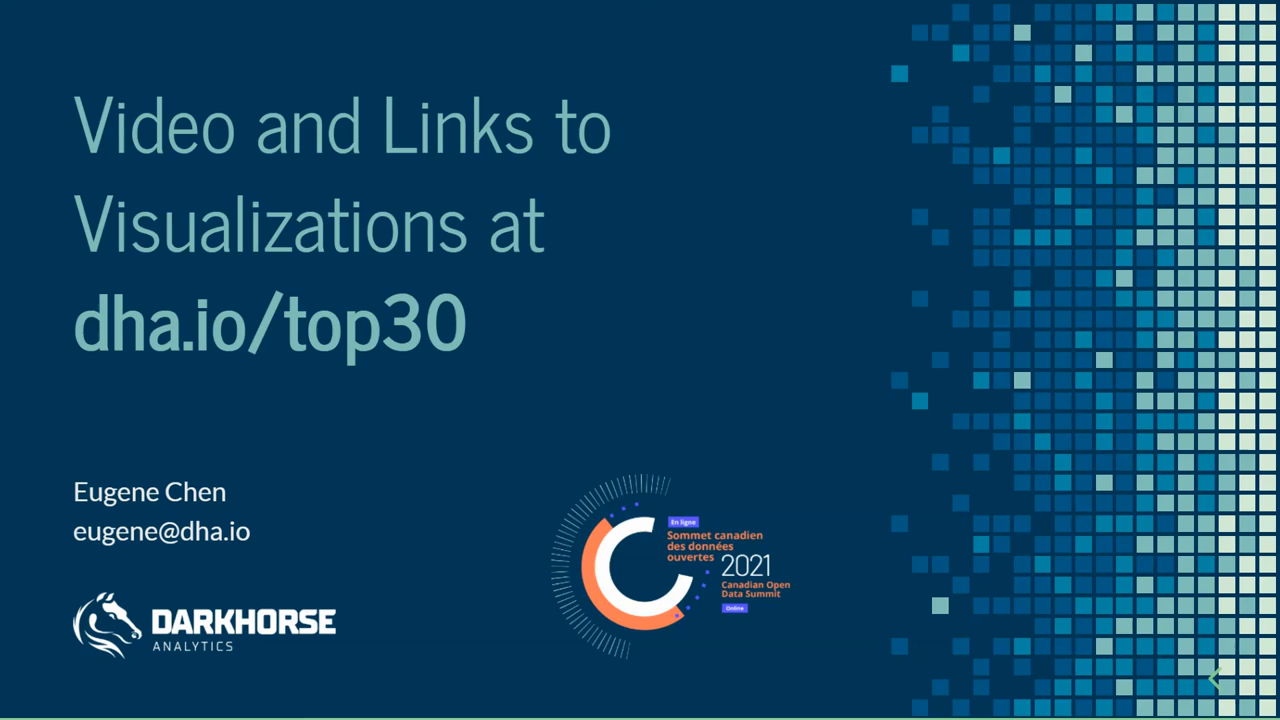 Video and Links to
Visualizations at
dha.io/top30
Eugene Chen
eugene@dha.io
DARKHORSE
ANALYTICS
En ligne
Sommet canadien
des données
ouvertes
2021
Canadian Open
Data Summit
Online